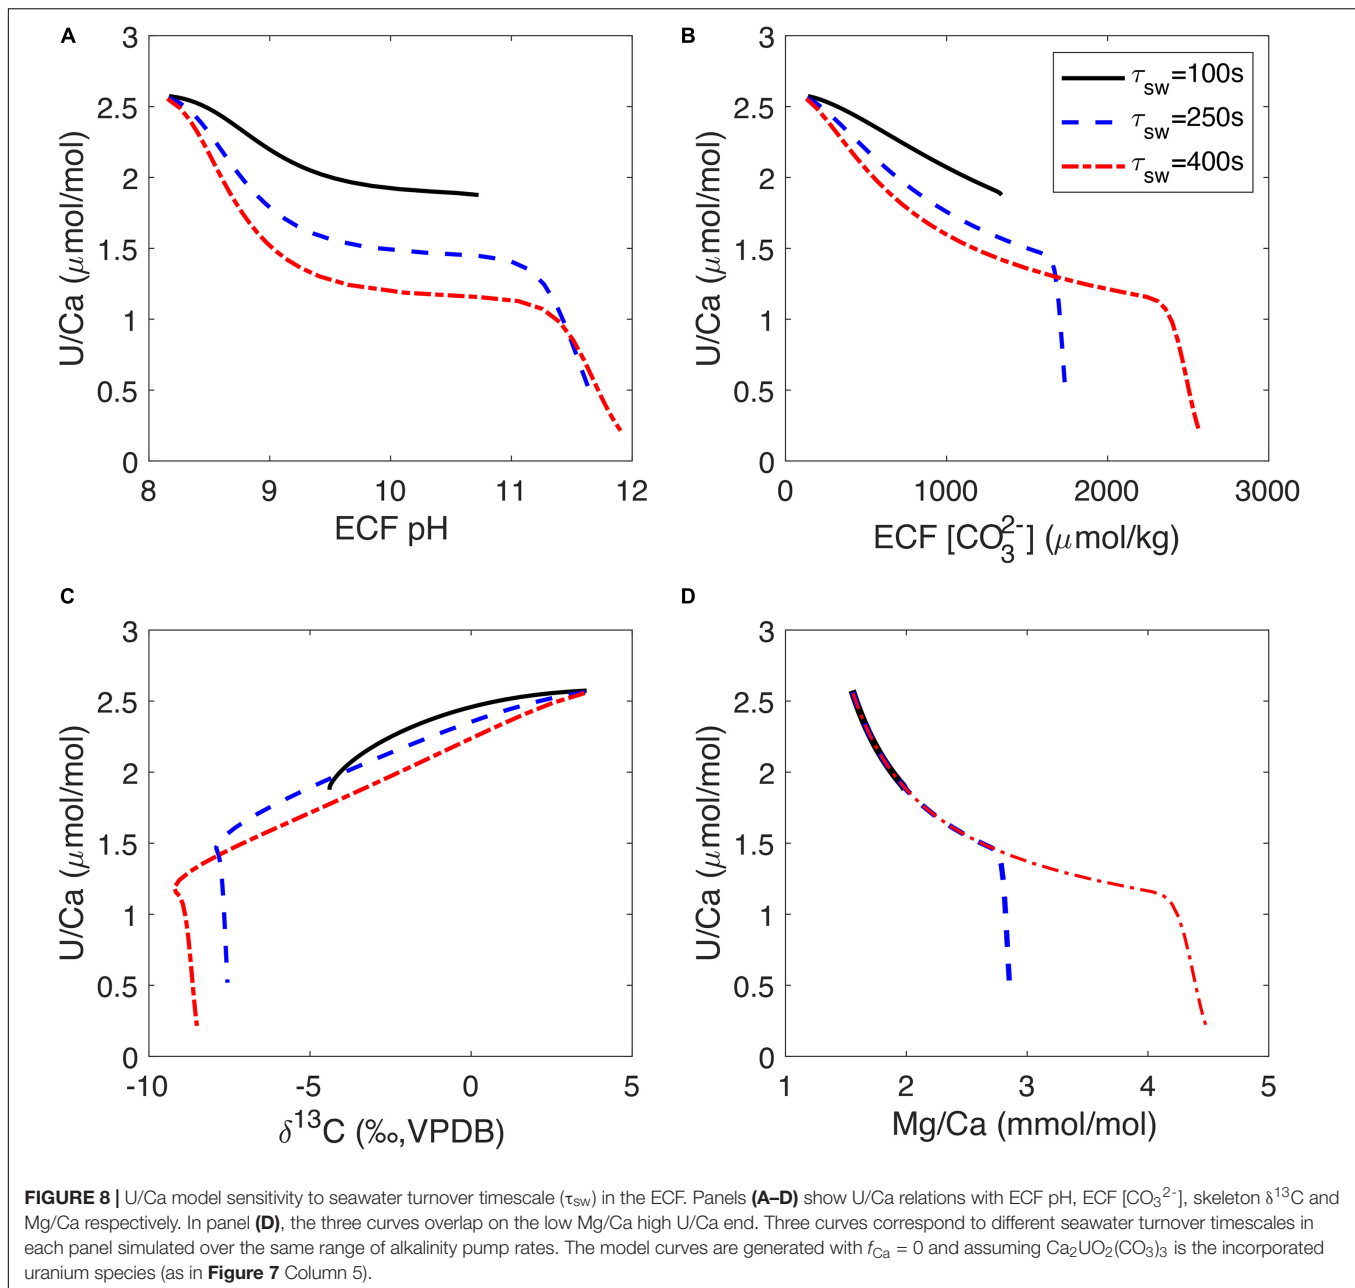 A
3
2.5
2
1.5
1
0.5
0
U/Ca (μmol/mol)
8 9 10 11 12
ECF pH
B
3
2.5
2
1.5
1
0.5
0
U/Ca (μmol/mol)
τsw=100s
τsw=250s
τsw=400s
0 1000 2000 3000
ECF [CO₃²⁻] (μmol/kg)
C
3
2.5
2
1.5
1
0.5
0
U/Ca (μmol/mol)
-10 -5 0 5
δ¹³C (‰,VPDB)
D
3
2.5
2
1.5
1
0.5
0
U/Ca (μmol/mol)
1 2 3 4 5
Mg/Ca (mmol/mol)
FIGURE 8 | U/Ca model sensitivity to seawater turnover timescale (τsw) in the ECF. Panels (A–D) show U/Ca relations with ECF pH, ECF [CO₃²⁻], skeleton δ¹³C and
Mg/Ca respectively. In panel (D), the three curves overlap on the low Mg/Ca high U/Ca end. Three curves correspond to different seawater turnover timescales in
each panel simulated over the same range of alkalinity pump rates. The model curves are generated with fCa = 0 and assuming Ca₂UO₂(CO₃)₃ is the incorporated
uranium species (as in Figure 7 Column 5).